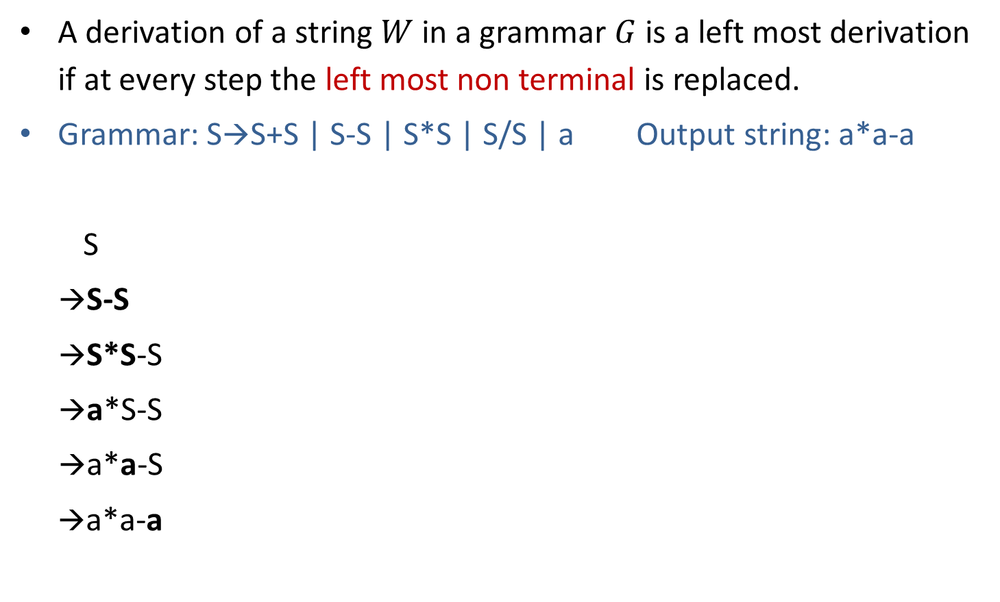 • A derivation of a string W in a grammar G is a left most derivation
if at every step the left most non terminal is replaced.
• Grammar: S→S+S | S-S | S*S | S/S | a Output string: a*a-a
S
→S-S
→S*S-S
→a*S-S
→a*a-S
→a*a-a